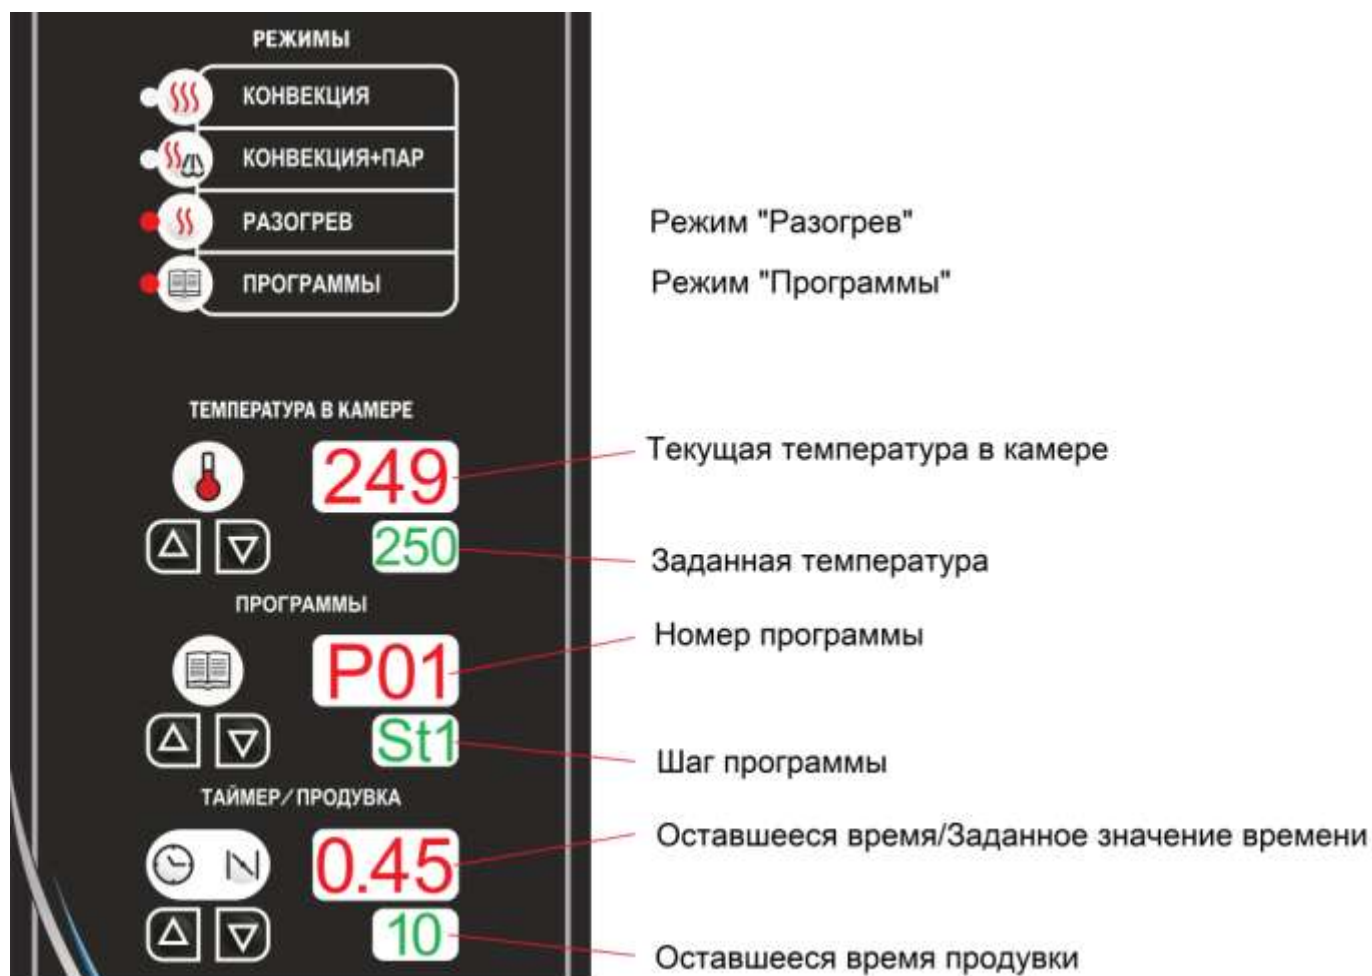 РЕЖИМЫ
КОНВЕКЦИЯ
КОНВЕКЦИЯ+ПАР
РАЗОГРЕВ
Режим "Разогрев"
ПРОГРАММЫ
Режим "Программы"
ТЕМПЕРАТУРА В КАМЕРЕ
249
Текущая температура в камере
250
Заданная температура
ПРОГРАММЫ
P01
Номер программы
St1
Шаг программы
ТАЙМЕР/ПРОДУВКА
0.45
Оставшееся время/Заданное значение времени
10
Оставшееся время продувки